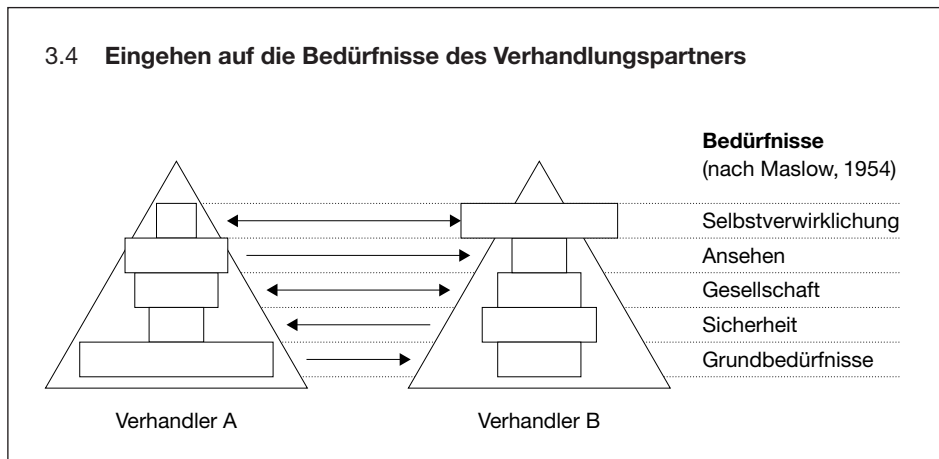 3.4 Eingehen auf die Bedürfnisse des Verhandlungspartners
Bedürfnisse
(nach Maslow, 1954)
Selbstverwirklichung
Ansehen
Gesellschaft
Sicherheit
Grundbedürfnisse
Verhandler A
Verhandler B